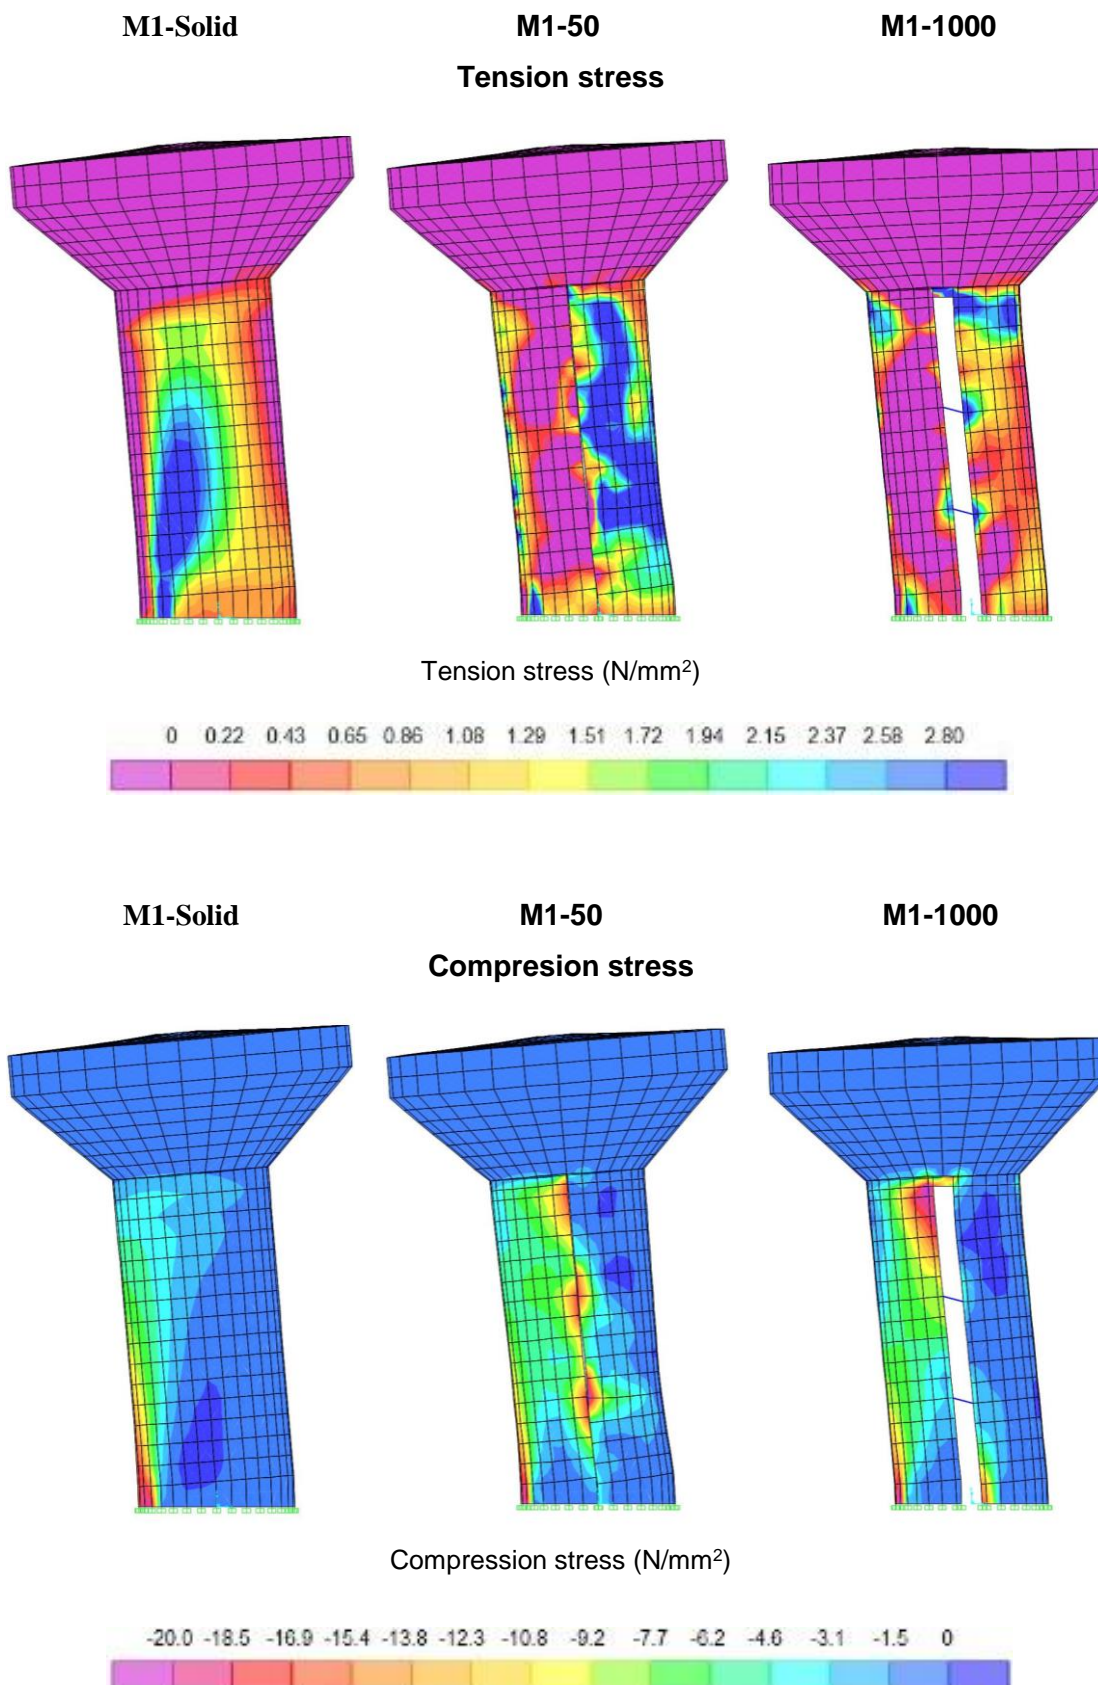 M1-Solid M1-50 M1-1000
Tension stress
Tension stress (N/mm²)
0 0.22 0.43 0.65 0.86 1.08 1.29 1.51 1.72 1.94 2.15 2.37 2.58 2.80
M1-Solid M1-50 M1-1000
Compresion stress
Compression stress (N/mm²)
-20.0 -18.5 -16.9 -15.4 -13.8 -12.3 -10.8 -9.2 -7.7 -6.2 -4.6 -3.1 -1.5 0